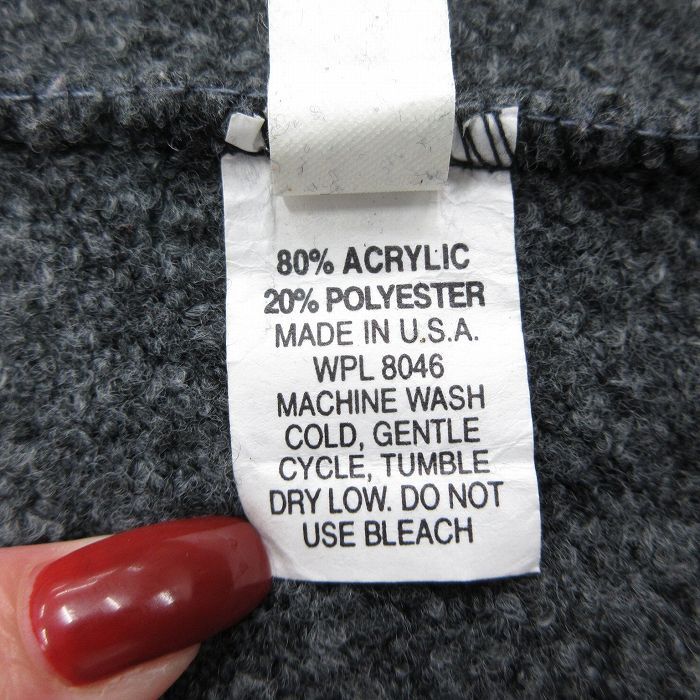 80% ACRYLIC
20% POLYESTER
MADE IN U.S.A.
WPL 8046
MACHINE WASH
COLD, GENTLE
CYCLE, TUMBLE
DRY LOW. DO NOT
USE BLEACH